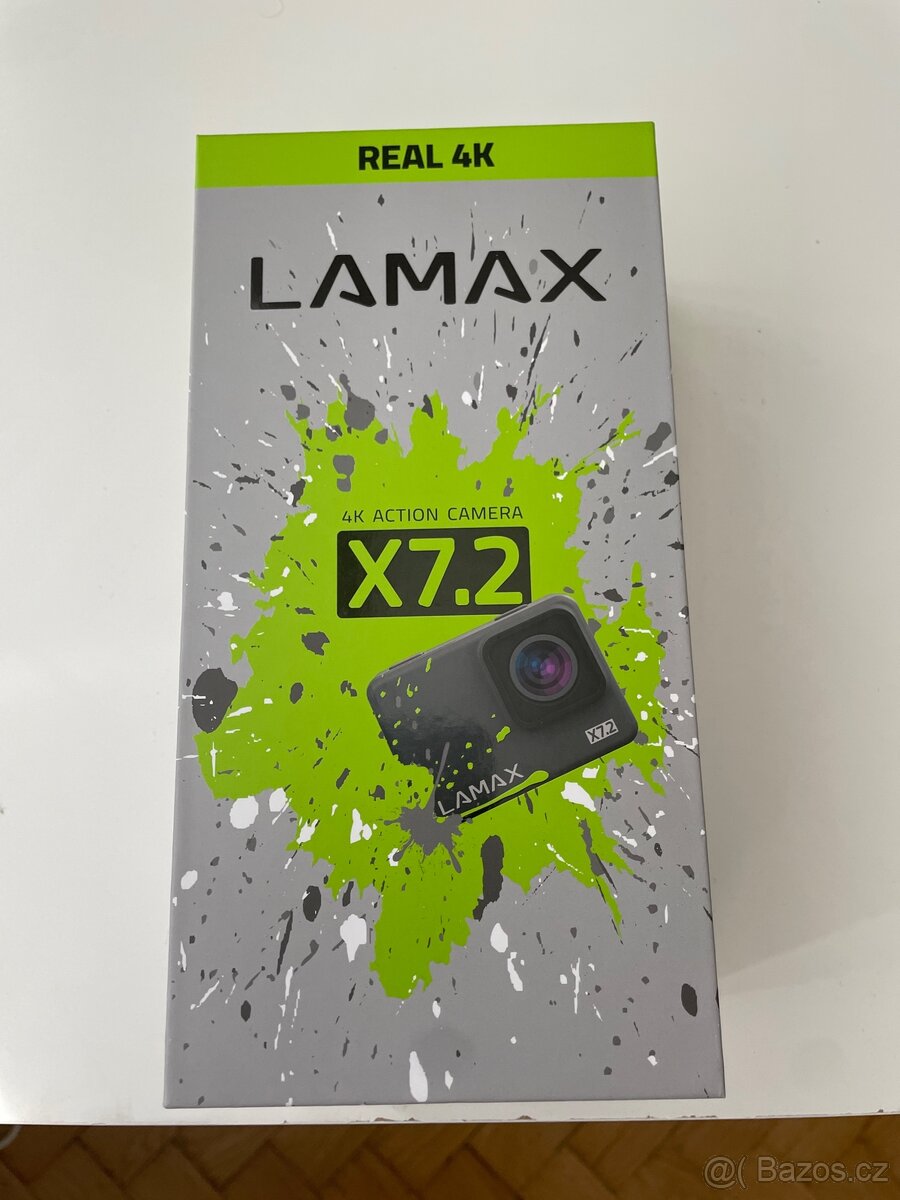 REAL 4K
LAMAX
4K ACTION CAMERA
X7.2
X7.2
LAMAX
@( Bazos.cz